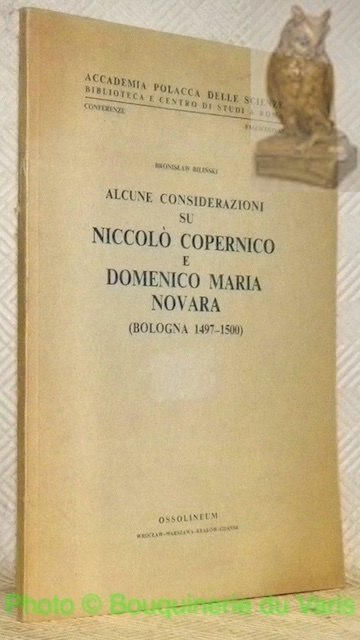 ACCADEMIA POLACCA DELLE SCIENZE
BIBLIOTECA E CENTRO DI STUDI A ROMA
CONFERENZE
BRONISŁAW BILIŃSKI
ALCUNE CONSIDERAZIONI
SU
NICCOLÒ COPERNICO
E
DOMENICO MARIA
NOVARA
(BOLOGNA 1497–1500)
OSSOLINEUM
WROCŁAW–WARSZAWA–KRAKÓW–GDAŃSK
Photo © Bouquinerie du Varis